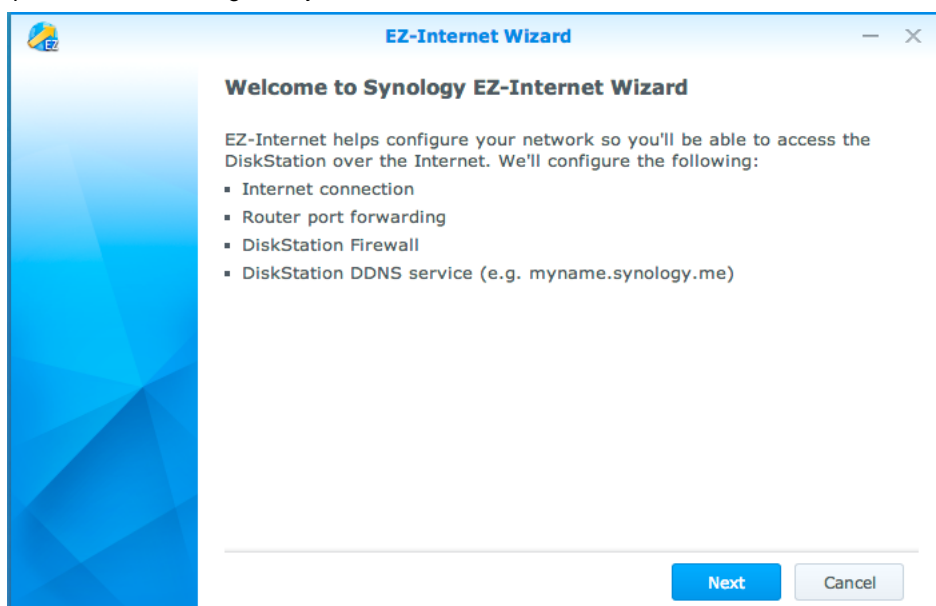 EZ-Internet Wizard
EZ
Welcome to Synology EZ-Internet Wizard
EZ-Internet helps configure your network so you'll be able to access the
DiskStation over the Internet. We'll configure the following:
▪ Internet connection
▪ Router port forwarding
▪ DiskStation Firewall
▪ DiskStation DDNS service (e.g. myname.synology.me)
Next
Cancel